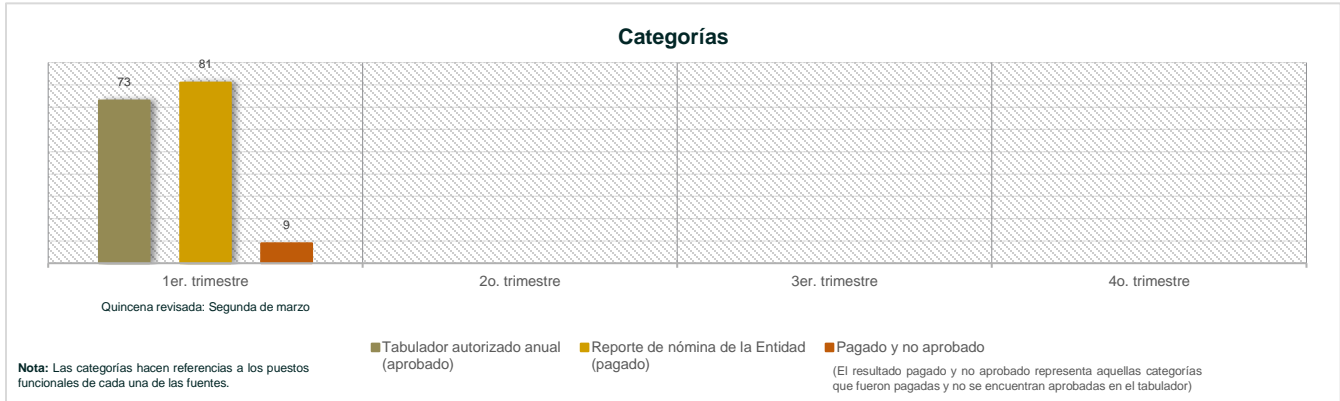 Categorías
73
81
9
1er. trimestre
2o. trimestre
3er. trimestre
4o. trimestre
Quincena revisada: Segunda de marzo
Tabulador autorizado anual
(aprobado)
Reporte de nómina de la Entidad
(pagado)
Pagado y no aprobado
(El resultado pagado y no aprobado representa aquellas categorías
que fueron pagadas y no se encuentran aprobadas en el tabulador)
Nota: Las categorías hacen referencias a los puestos
funcionales de cada una de las fuentes.